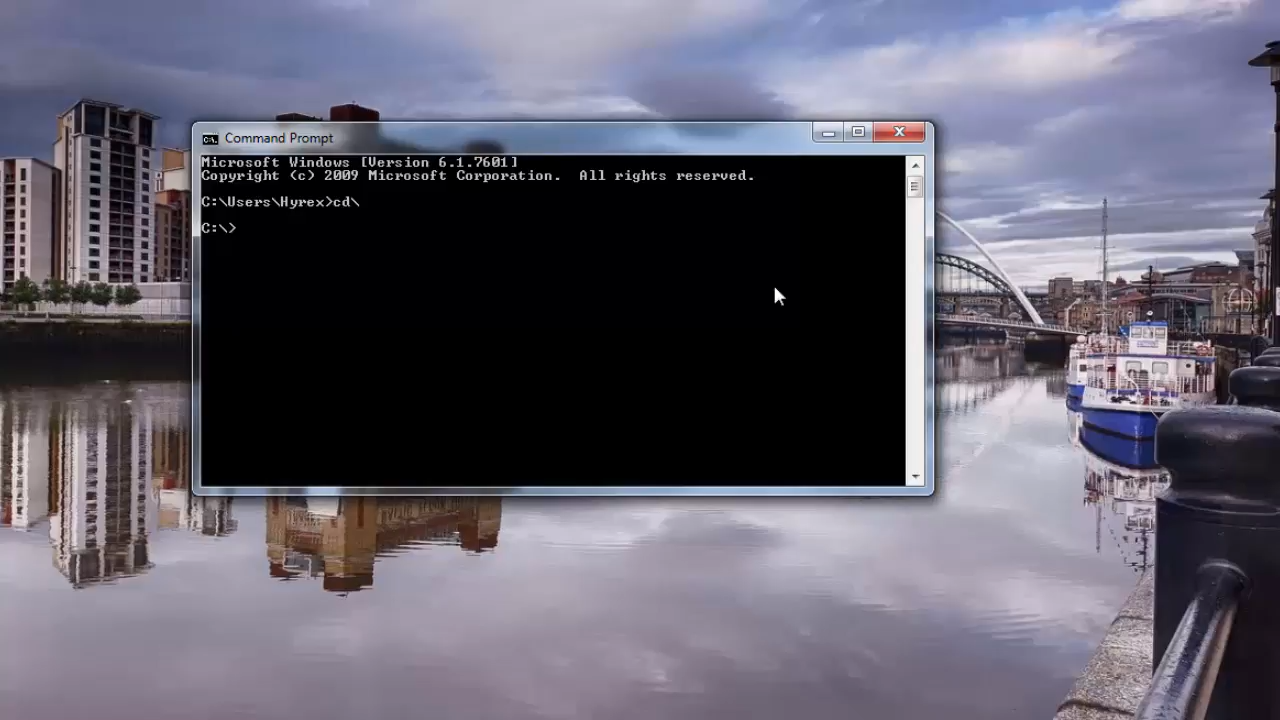 Command Prompt
Microsoft Windows [Version 6.1.7601]
Copyright (c) 2009 Microsoft Corporation.  All rights reserved.
C:\Users\Hyrex>cd\
C:\>